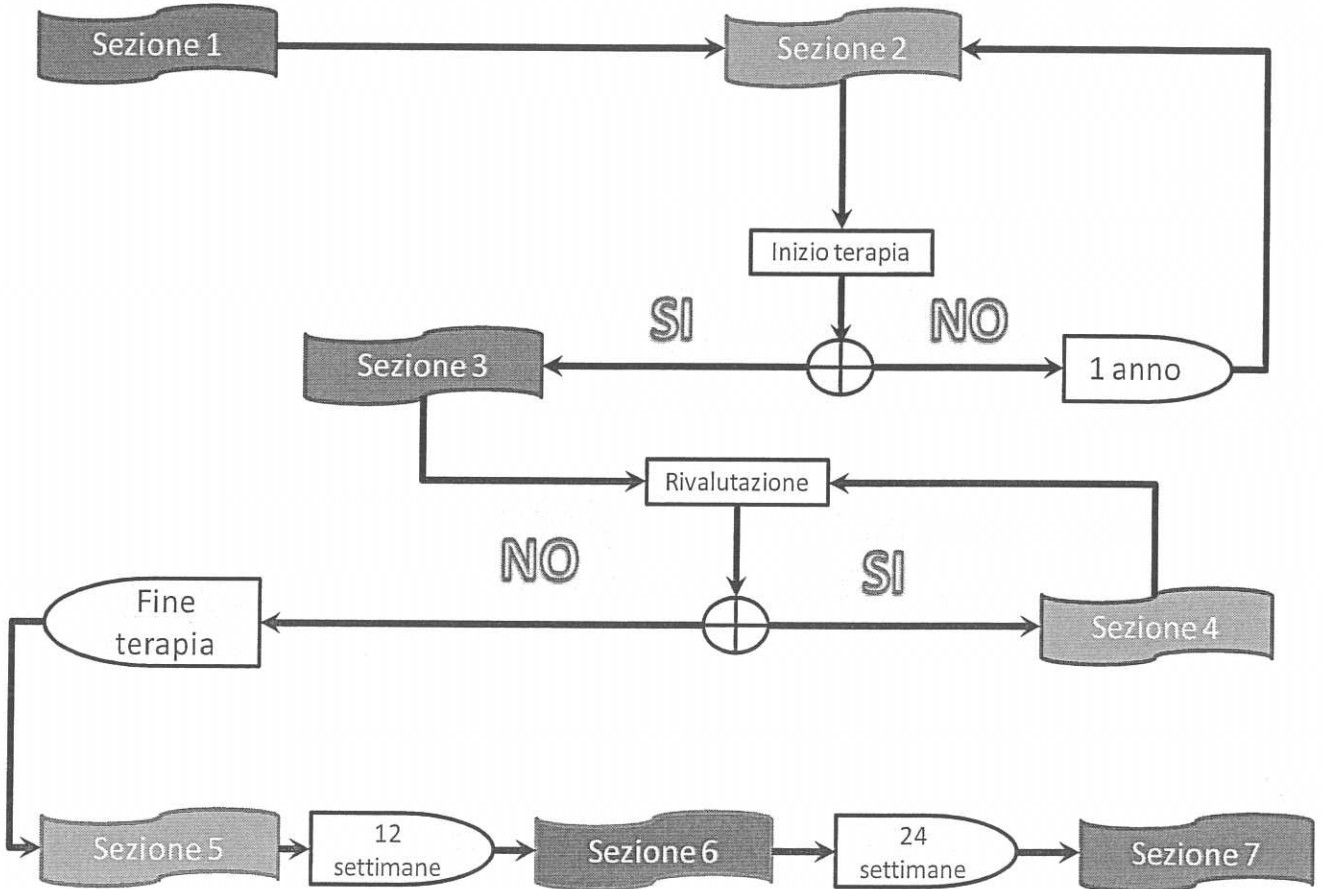 Sezione 1
Sezione 2
Inizio terapia
SI
NO
Sezione 3
1 anno
Rivalutazione
NO
SI
Fine
terapia
Sezione 4
Sezione 5
12
settimane
Sezione 6
24
settimane
Sezione 7